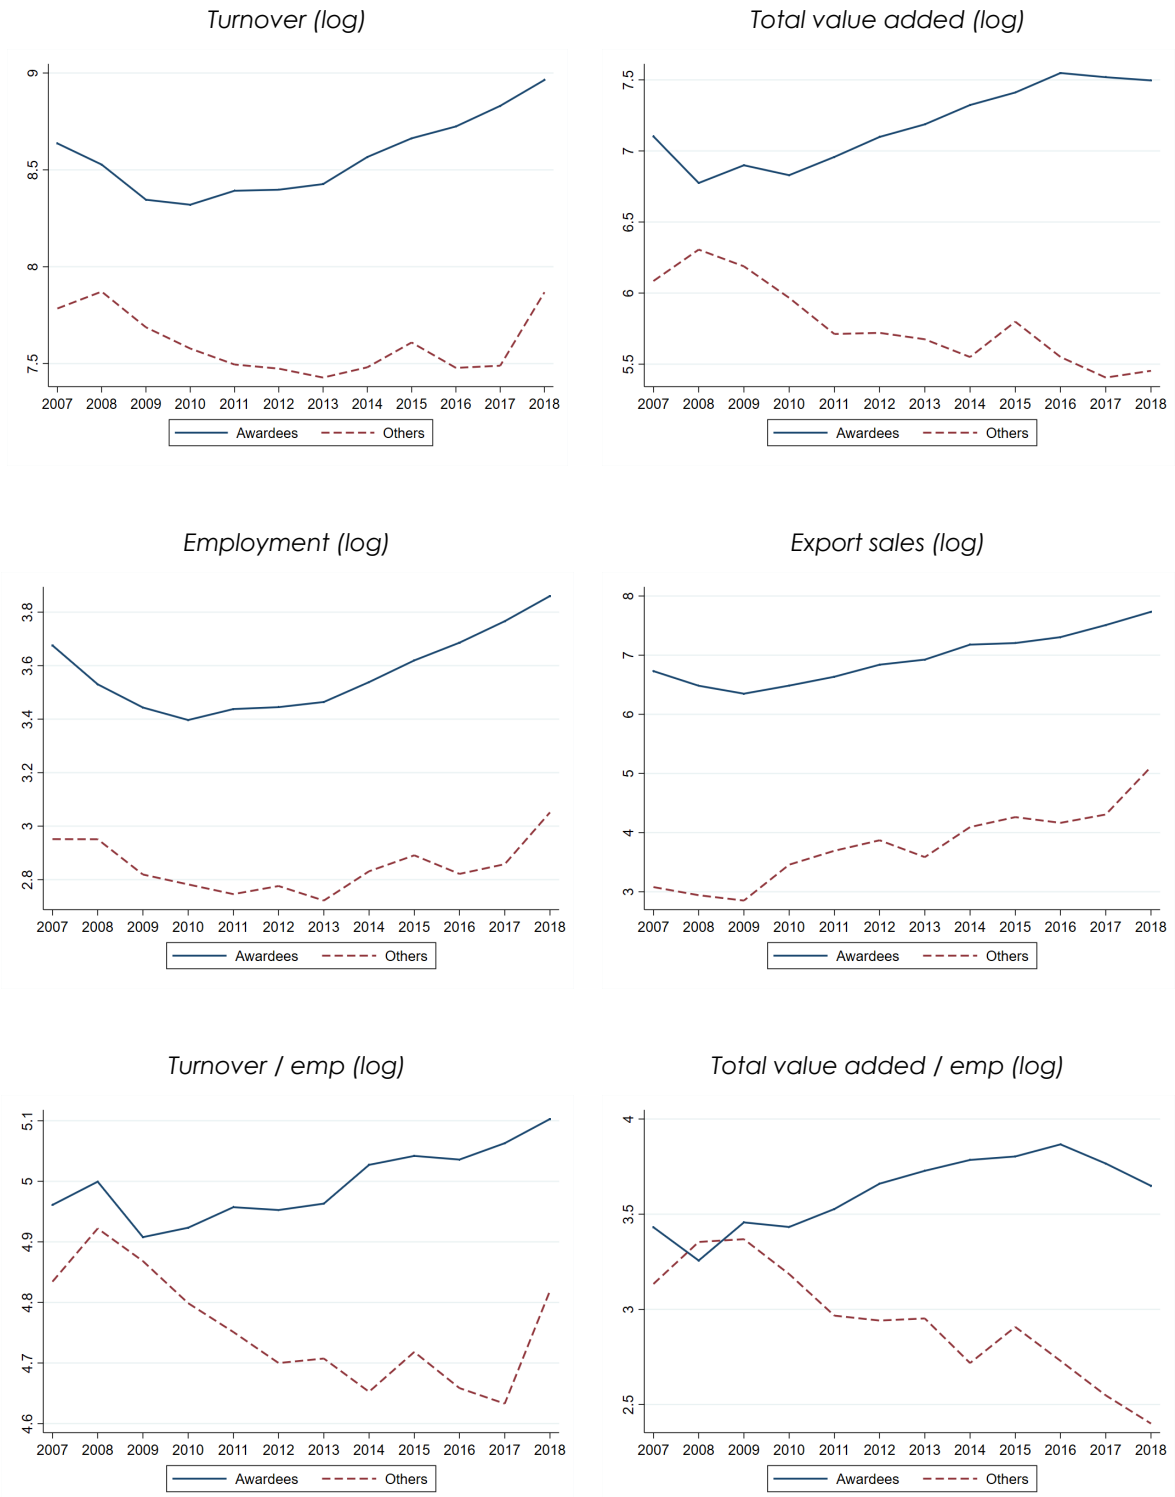 Turnover (log)
9
8.5
8
7.5
2007 2008 2009 2010 2011 2012 2013 2014 2015 2016 2017 2018
Awardees Others
Total value added (log)
7.5
7
6.5
6
5.5
2007 2008 2009 2010 2011 2012 2013 2014 2015 2016 2017 2018
Awardees Others
Employment (log)
3.8
3.6
3.4
3.2
3
2.8
2007 2008 2009 2010 2011 2012 2013 2014 2015 2016 2017 2018
Awardees Others
Export sales (log)
8
7
6
5
4
3
2007 2008 2009 2010 2011 2012 2013 2014 2015 2016 2017 2018
Awardees Others
Turnover / emp (log)
5.1
5
4.9
4.8
4.7
4.6
2007 2008 2009 2010 2011 2012 2013 2014 2015 2016 2017 2018
Awardees Others
Total value added / emp (log)
4
3.5
3
2.5
2007 2008 2009 2010 2011 2012 2013 2014 2015 2016 2017 2018
Awardees Others